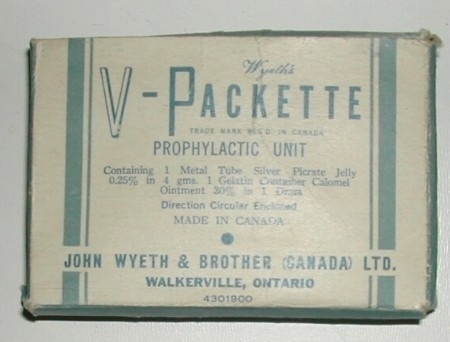 Wyeth's
V-PACKETTE
TRADE MARK REG'D. IN CANADA
PROPHYLACTIC UNIT
Containing 1 Metal Tube Silver Picrate Jelly
0.25% in 4 gms. 1 Gelatin Container Calomel
Ointment 30% in 1 Dram
Direction Circular Enclosed
MADE IN CANADA
JOHN WYETH & BROTHER (CANADA) LTD.
WALKERVILLE, ONTARIO
4301900